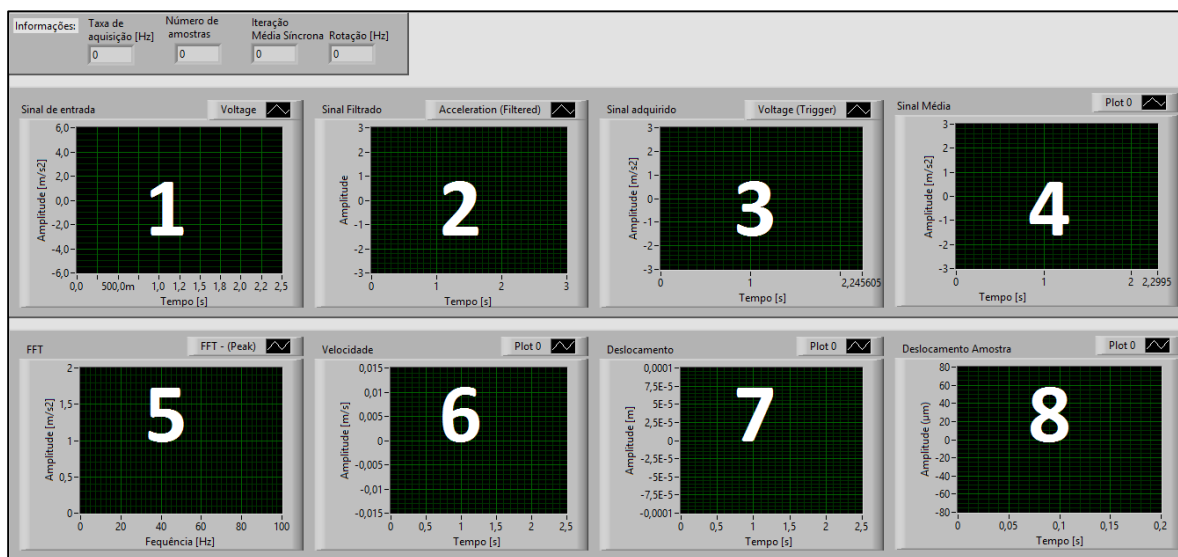 Informações:
Taxa de
aquisição [Hz]
0
Número de
amostras
0
Iteração
Média Síncrona
0
Rotação [Hz]
0
Sinal de entrada
Voltage
Amplitude [m/s2]
6,0
4,0
2,0
0,0
-2,0
-4,0
-6,0
0,0 500,0m 1,0 1,2 1,5 1,8 2,0 2,2 2,5
Tempo [s]
1
Sinal Filtrado
Acceleration (Filtered)
Amplitude
3
2
1
0
-1
-2
-3
0 1 2 3
Tempo [s]
2
Sinal adquirido
Voltage (Trigger)
Amplitude [m/s2]
3
2
1
0
-1
-2
-3
0 1 2,245605
Tempo [s]
3
Sinal Média
Plot 0
Amplitude [m/s2]
3
2
1
0
-1
-2
-3
0 1 2 2,2995
Tempo [s]
4
FFT
FFT - (Peak)
Amplitude [m/s2]
2
1,5
1
0,5
0
0 20 40 60 80 100
Fequência [Hz]
5
Velocidade
Plot 0
Amplitude [m/s]
0,015
0,01
0,005
0
-0,005
-0,01
-0,015
0 0,5 1 1,5 2 2,5
Tempo [s]
6
Deslocamento
Plot 0
Amplitude [m]
0,0001
7,5E-5
5E-5
2,5E-5
0
-2,5E-5
-5E-5
-7,5E-5
-0,0001
0 0,5 1 1,5 2 2,5
Tempo [s]
7
Deslocamento Amostra
Plot 0
Amplitude (µm)
80
60
40
20
0
-20
-40
-60
-80
0 0,05 0,1 0,15 0,2
Tempo [s]
8